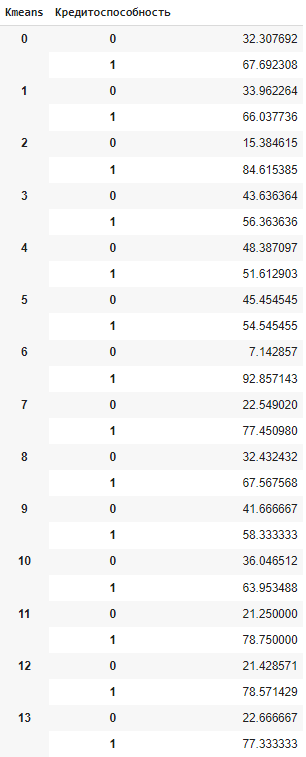 Kmeans Кредитоспособность
0 0 32.307692
1 67.692308
1 0 33.962264
1 66.037736
2 0 15.384615
1 84.615385
3 0 43.636364
1 56.363636
4 0 48.387097
1 51.612903
5 0 45.454545
1 54.545455
6 0 7.142857
1 92.857143
7 0 22.549020
1 77.450980
8 0 32.432432
1 67.567568
9 0 41.666667
1 58.333333
10 0 36.046512
1 63.953488
11 0 21.250000
1 78.750000
12 0 21.428571
1 78.571429
13 0 22.666667
1 77.333333